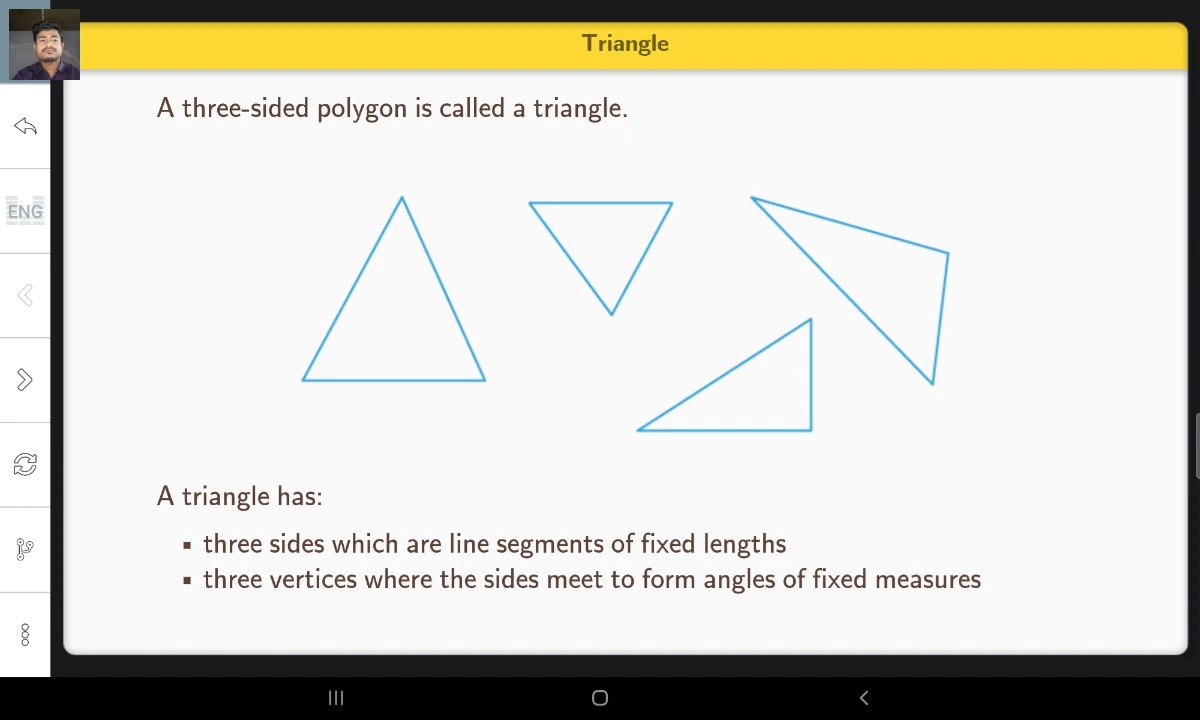 Triangle
A three-sided polygon is called a triangle.
ENG
A triangle has:
▪ three sides which are line segments of fixed lengths
▪ three vertices where the sides meet to form angles of fixed measures